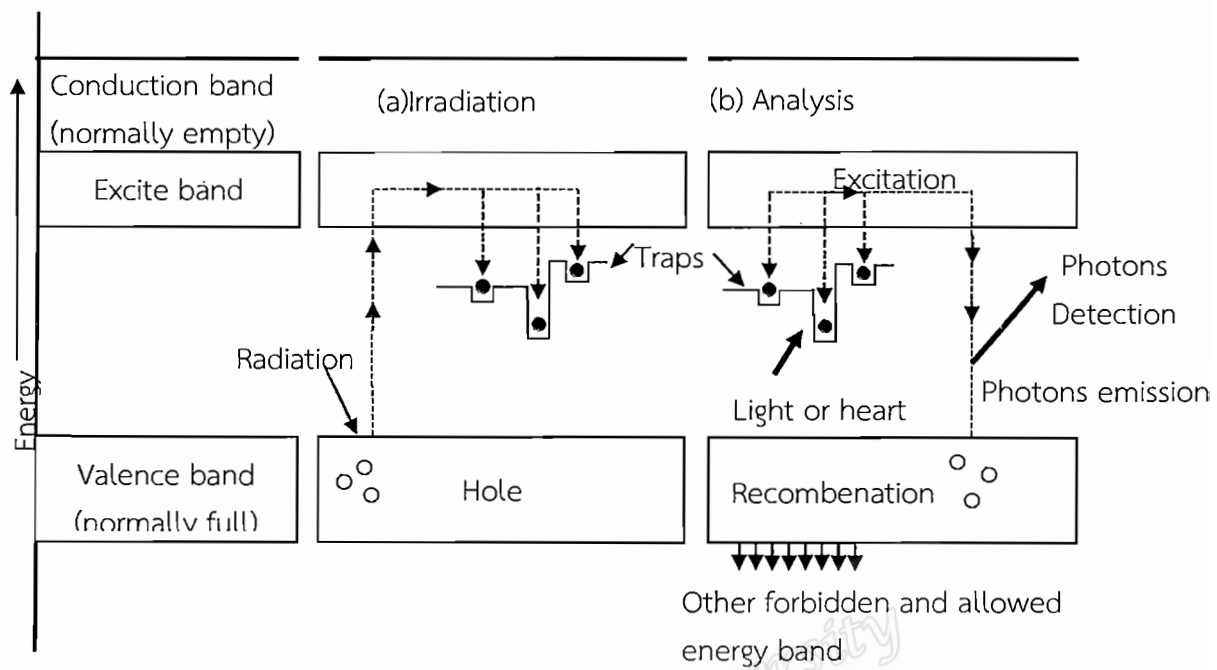 Conduction band
(normally empty)
(a)Irradiation
(b) Analysis
Excite band
Excitation
Traps
Photons
Detection
Radiation
Energy
Light or heart
Photons emission
Valence band
(normally full)
Hole
Recombenation
Other forbidden and allowed
energy band